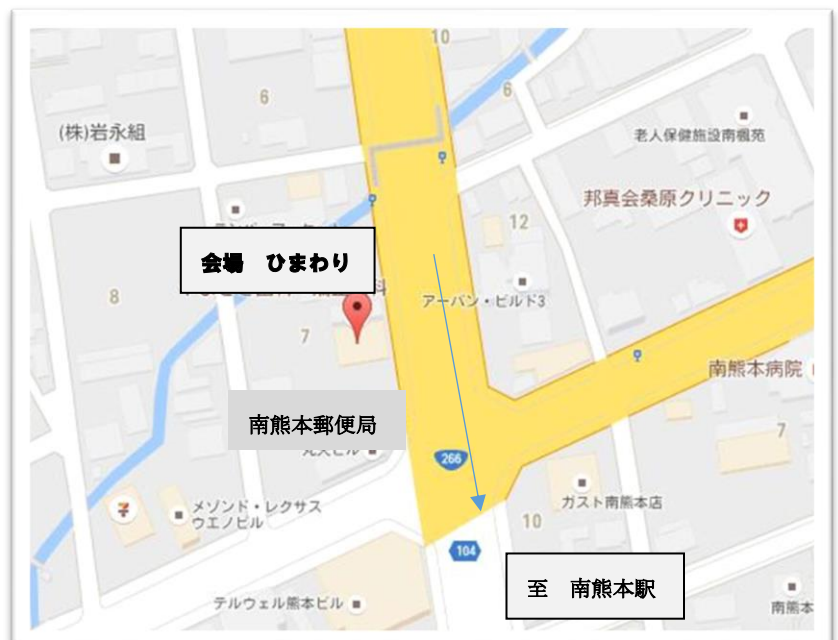 10
6
6
(株)岩永組
老人保健施設南楓苑
邦真会桑原クリニック
12
会場 ひまわり
8
アーバン・ビルド3
7
南熊本病院
南熊本郵便局
7
266
ガスト南熊本店
メゾンド・レクサス
ウエノビル
10
104
至 南熊本駅
テルウェル熊本ビル
南熊本